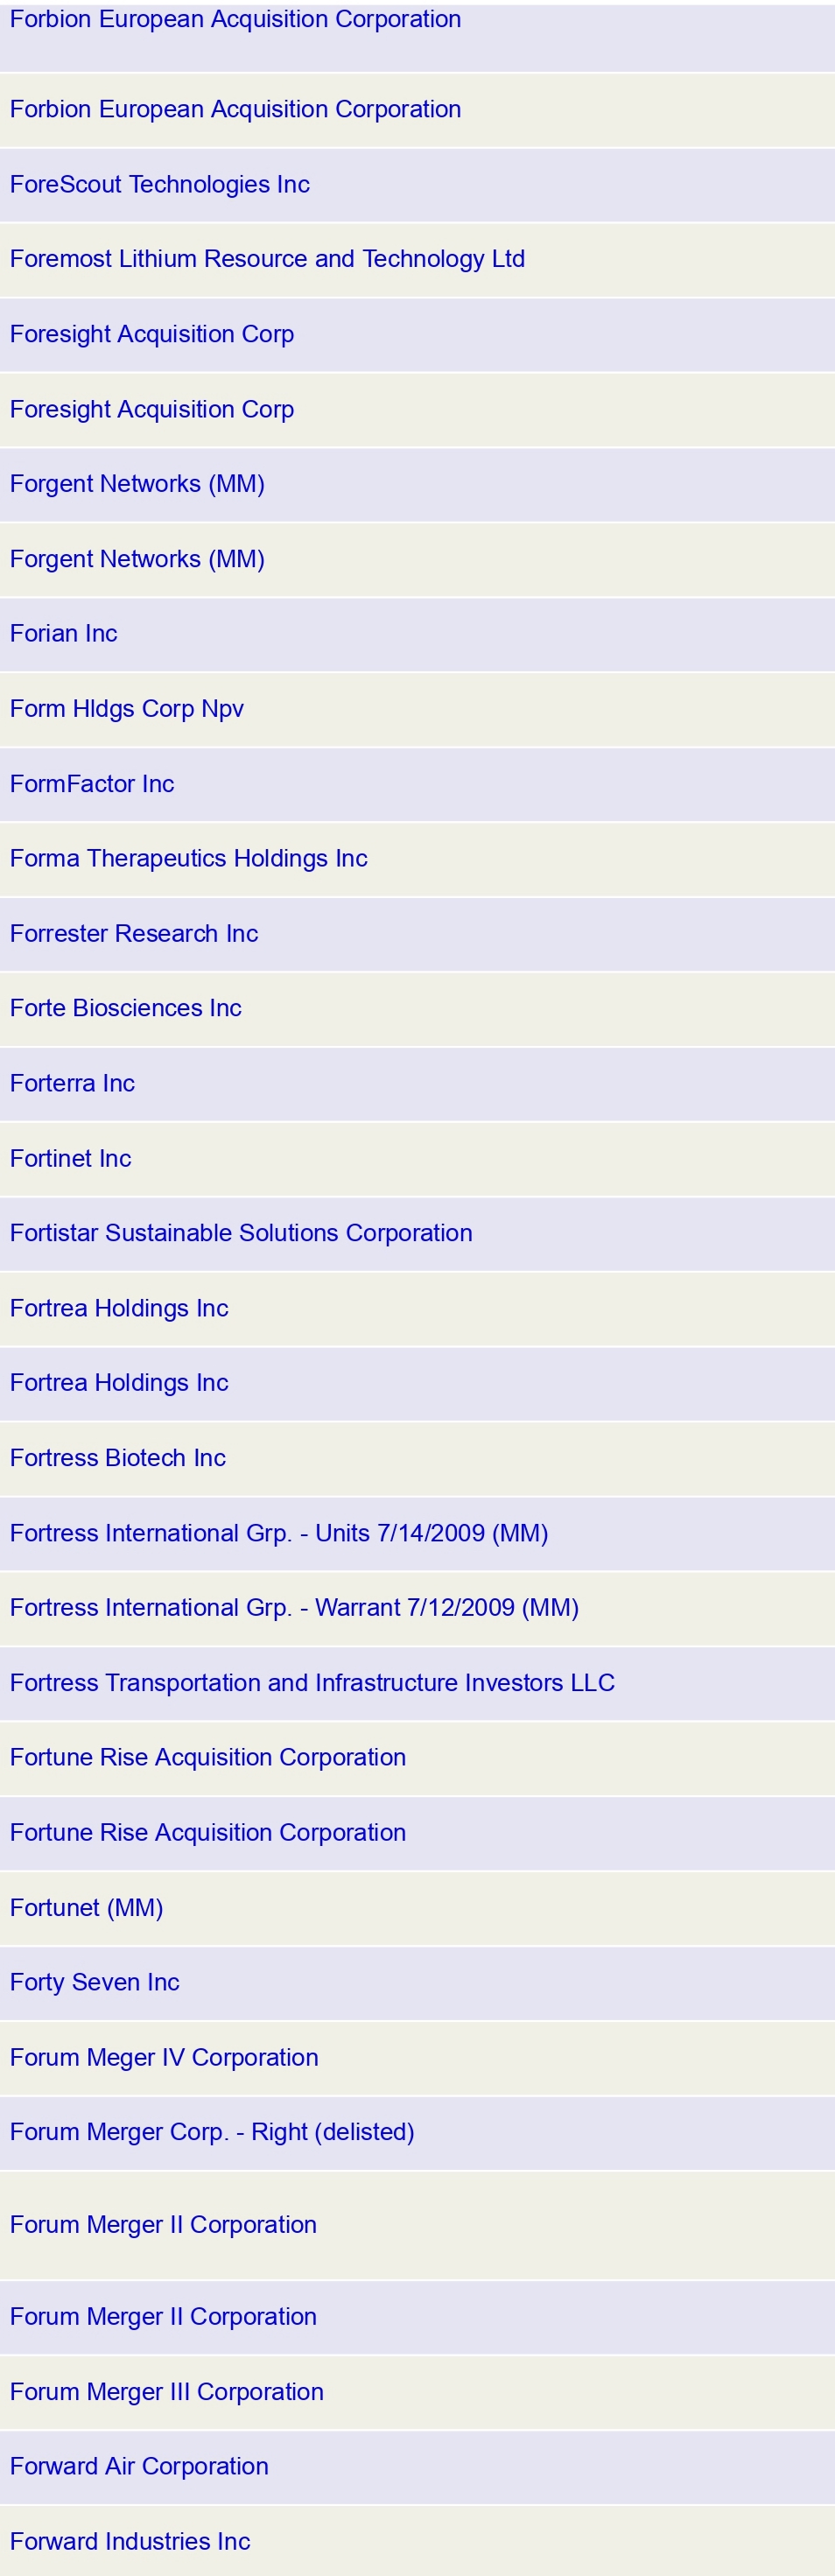 Forbion European Acquisition Corporation
Forbion European Acquisition Corporation
ForeScout Technologies Inc
Foremost Lithium Resource and Technology Ltd
Foresight Acquisition Corp
Foresight Acquisition Corp
Forgent Networks (MM)
Forgent Networks (MM)
Forian Inc
Form Hldgs Corp Npv
FormFactor Inc
Forma Therapeutics Holdings Inc
Forrester Research Inc
Forte Biosciences Inc
Forterra Inc
Fortinet Inc
Fortistar Sustainable Solutions Corporation
Fortrea Holdings Inc
Fortrea Holdings Inc
Fortress Biotech Inc
Fortress International Grp. - Units 7/14/2009 (MM)
Fortress International Grp. - Warrant 7/12/2009 (MM)
Fortress Transportation and Infrastructure Investors LLC
Fortune Rise Acquisition Corporation
Fortune Rise Acquisition Corporation
Fortunet (MM)
Forty Seven Inc
Forum Meger IV Corporation
Forum Merger Corp. - Right (delisted)
Forum Merger II Corporation
Forum Merger II Corporation
Forum Merger III Corporation
Forward Air Corporation
Forward Industries Inc